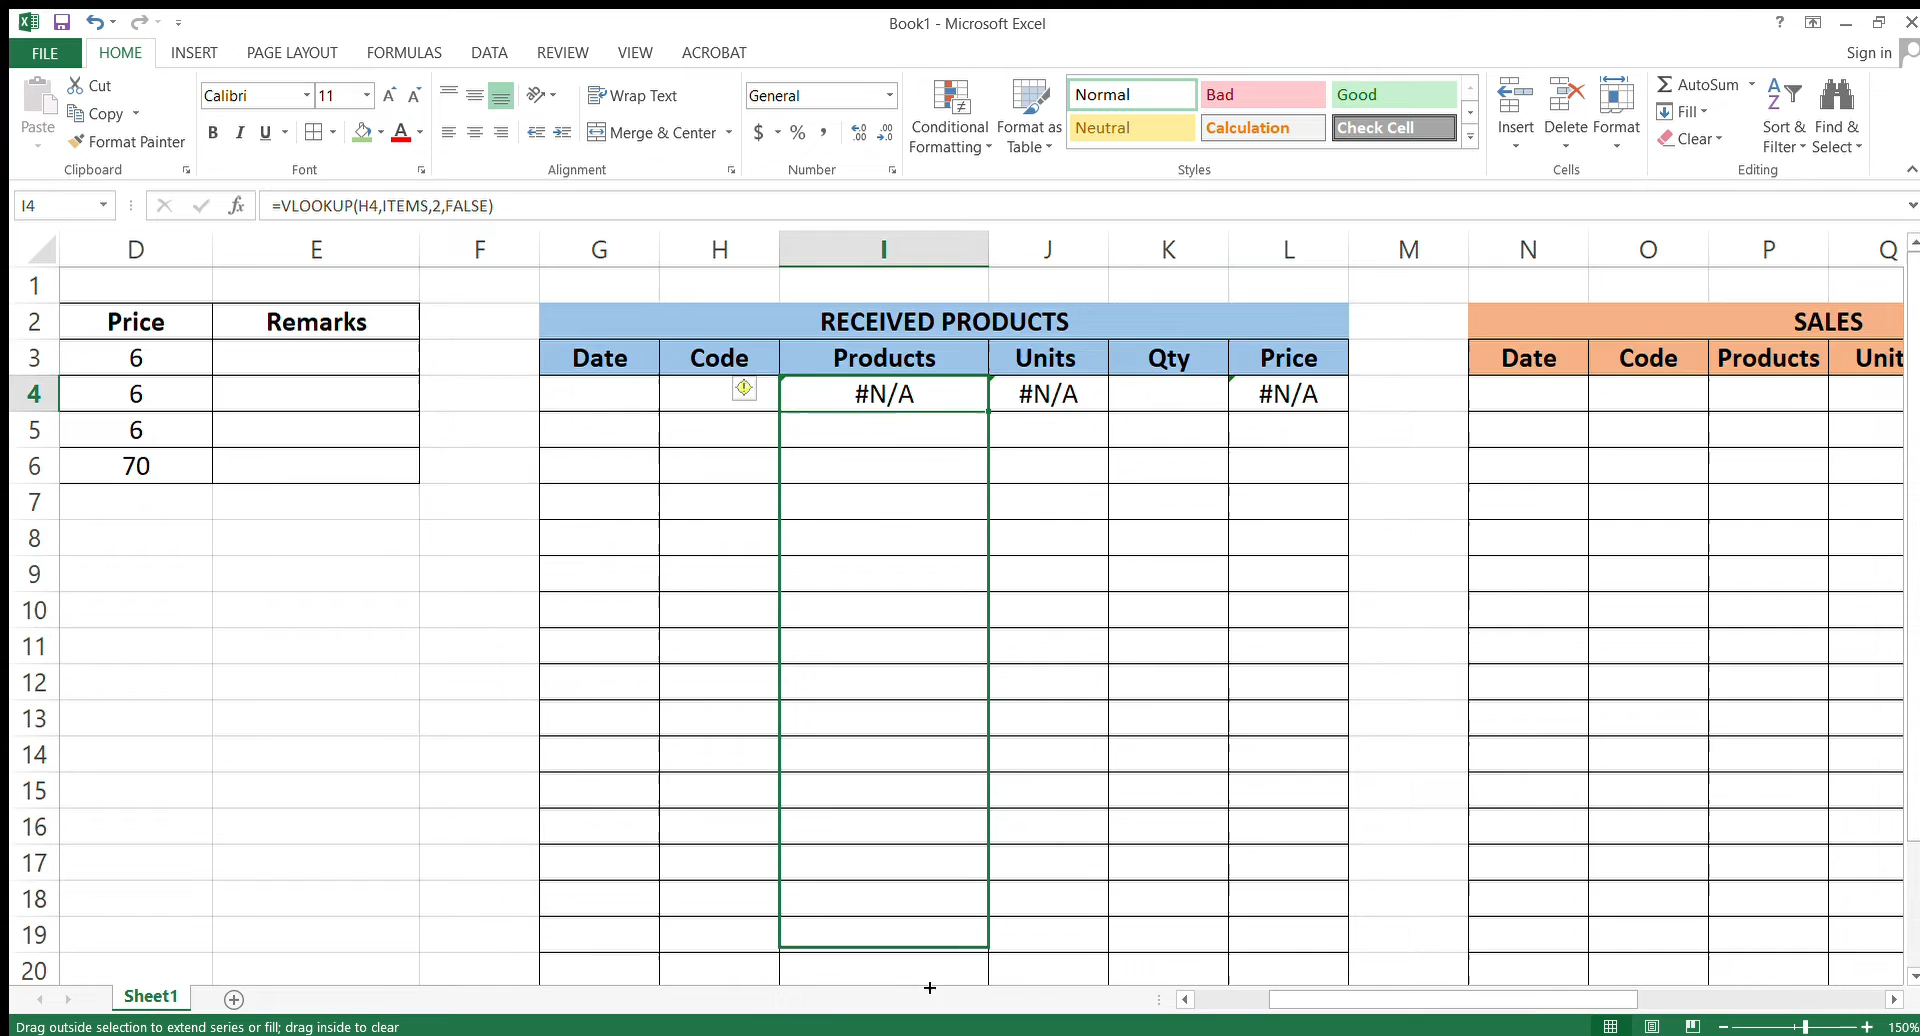 Book1 - Microsoft Excel
?
FILE HOME INSERT PAGE LAYOUT FORMULAS DATA REVIEW VIEW ACROBAT Sign in
Paste
Cut
Copy
Format Painter
Clipboard
Calibri 11
B I U
Font
Wrap Text
Merge & Center
Alignment
General
$ % ,
Number
Conditional Formatting
Format as Table
Normal Bad Good
Neutral Calculation Check Cell
Styles
Insert Delete Format
Cells
AutoSum
Fill
Clear
Sort & Filter
Find & Select
Editing
I4 fx =VLOOKUP(H4,ITEMS,2,FALSE)
D E F G H I J K L M N O P Q
1
2 Price Remarks RECEIVED PRODUCTS SALES
3 6 Date Code Products Units Qty Price Date Code Products Unit
4 6 #N/A #N/A #N/A
5 6
6 70
7
8
9
10
11
12
13
14
15
16
17
18
19
20
Sheet1
Drag outside selection to extend series or fill; drag inside to clear 150%